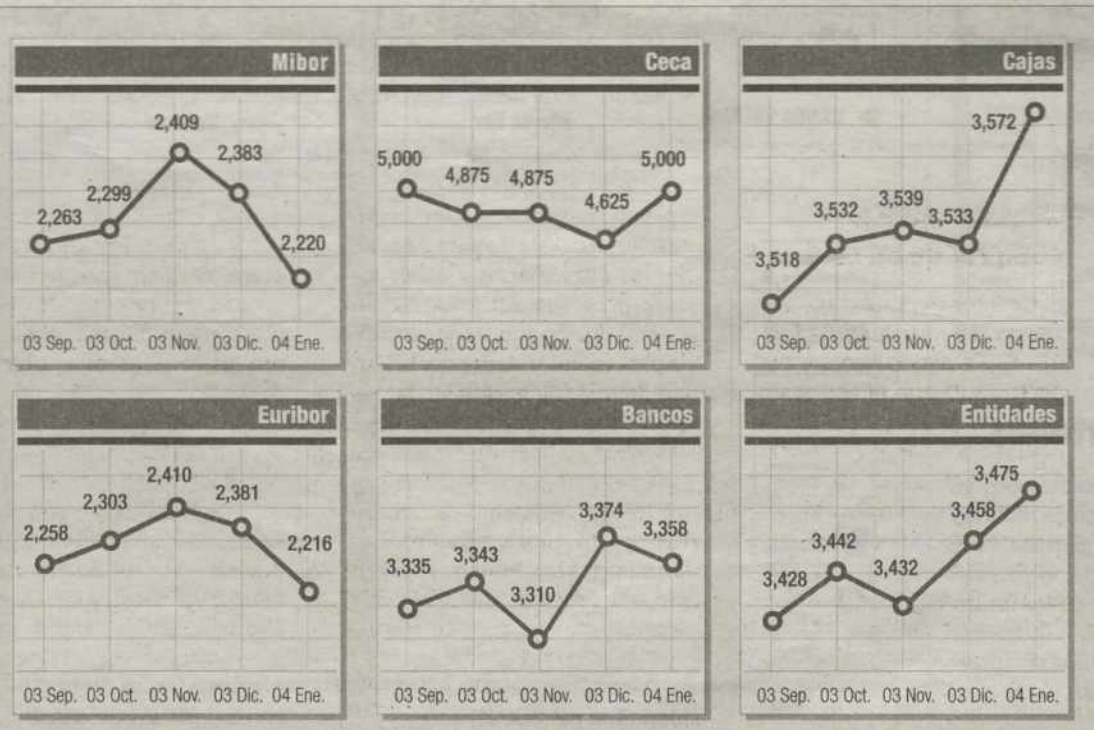 Mibor
2,263
2,299
2,409
2,383
2,220
03 Sep. 03 Oct. 03 Nov. 03 Dic. 04 Ene.
Ceca
5,000
4,875
4,875
4,625
5,000
03 Sep. 03 Oct. 03 Nov. 03 Dic. 04 Ene.
Cajas
3,518
3,532
3,539
3,533
3,572
03 Sep. 03 Oct. 03 Nov. 03 Dic. 04 Ene.
Euribor
2,258
2,303
2,410
2,381
2,216
03 Sep. 03 Oct. 03 Nov. 03 Dic. 04 Ene.
Bancos
3,335
3,343
3,310
3,374
3,358
03 Sep. 03 Oct. 03 Nov. 03 Dic. 04 Ene.
Entidades
3,428
3,442
3,432
3,458
3,475
03 Sep. 03 Oct. 03 Nov. 03 Dic. 04 Ene.